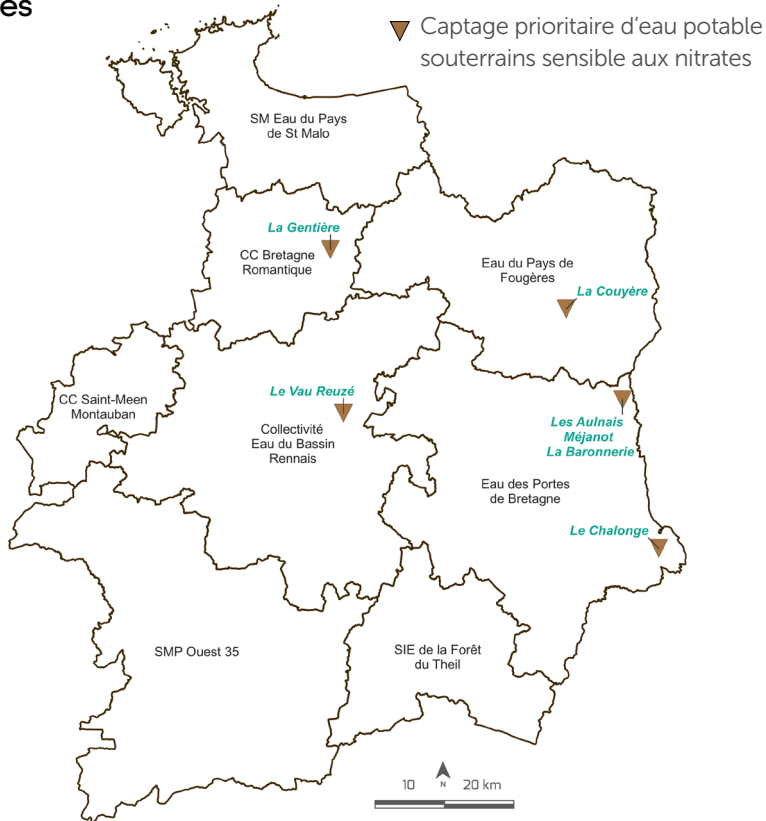 es
Captage prioritaire d'eau potable
souterrains sensible aux nitrates
SM Eau du Pays
de St Malo
La Gentière
CC Bretagne
Romantique
Eau du Pays de
Fougères
La Couyère
CC Saint-Meen
Montauban
Le Vau Reuzé
Collectivité
Eau du Bassin
Rennais
Les Aulnais
Méjanot
La Baronnerie
Eau des Portes
de Bretagne
Le Chalonge
SMP Ouest 35
SIE de la Forêt
du Theil
10 N 20 km